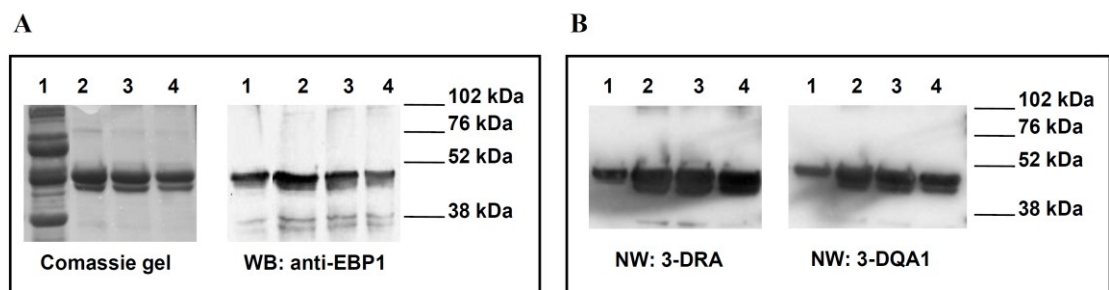 A
1 2 3 4
Comassie gel
1 2 3 4
102 kDa
76 kDa
52 kDa
38 kDa
WB: anti-EBP1
B
1 2 3 4
NW: 3-DRA
1 2 3 4
102 kDa
76 kDa
52 kDa
38 kDa
NW: 3-DQA1